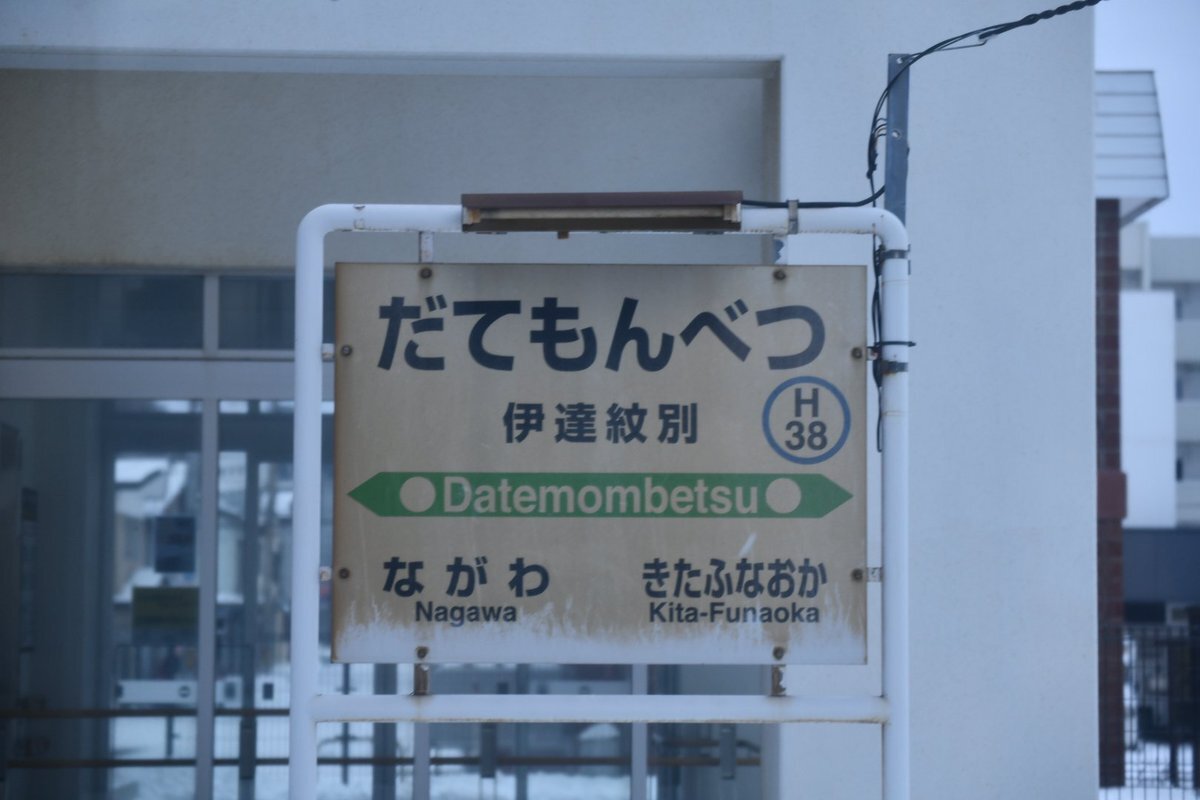 だてもんべつ
伊達紋別
H
38
Datemombetsu
ながわ
きたふなおか
Nagawa
Kita-Funaoka